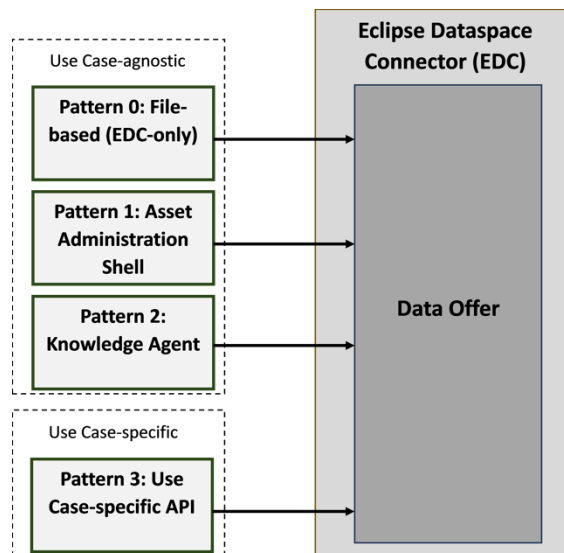 Use Case-agnostic
Pattern 0: File-
based (EDC-only)
Pattern 1: Asset
Administration
Shell
Pattern 2:
Knowledge Agent
Use Case-specific
Pattern 3: Use
Case-specific API
Eclipse Dataspace
Connector (EDC)
Data Offer